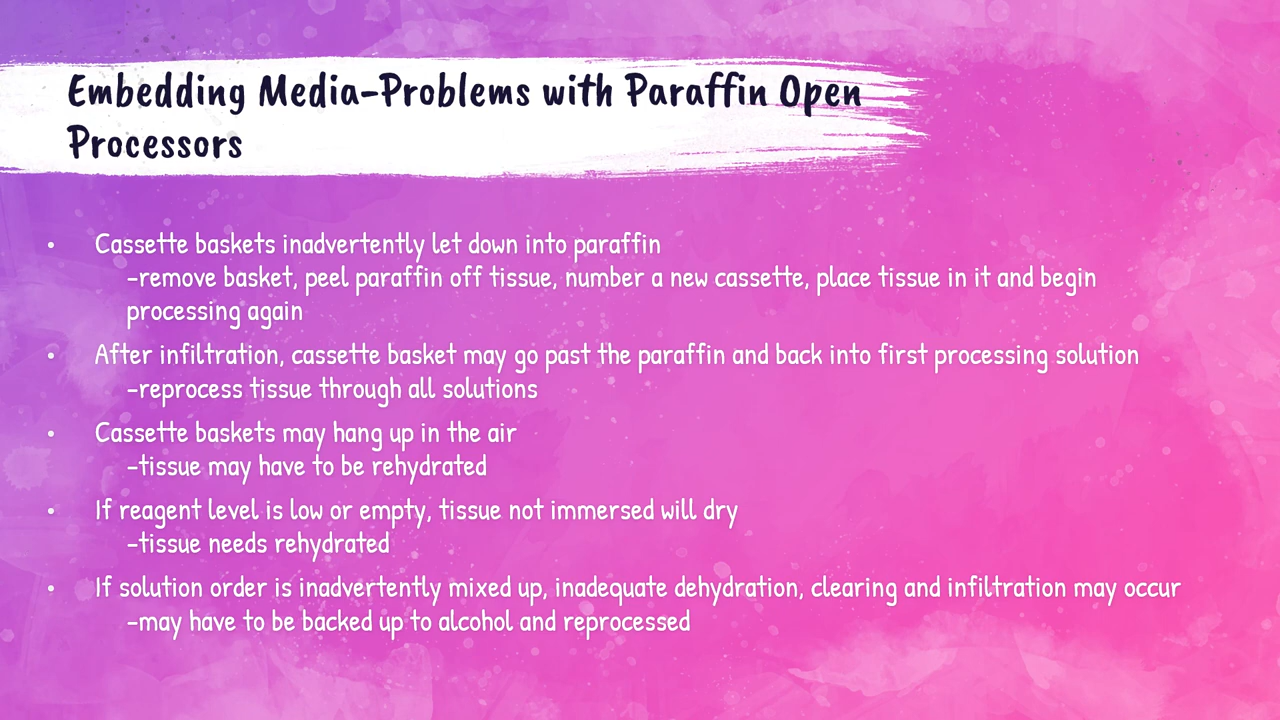 Embedding Media-Problems with Paraffin Open
Processors
• Cassette baskets inadvertently let down into paraffin
–remove basket, peel paraffin off tissue, number a new cassette, place tissue in it and begin
processing again
• After infiltration, cassette basket may go past the paraffin and back into first processing solution
–reprocess tissue through all solutions
• Cassette baskets may hang up in the air
–tissue may have to be rehydrated
• If reagent level is low or empty, tissue not immersed will dry
–tissue needs rehydrated
• If solution order is inadvertently mixed up, inadequate dehydration, clearing and infiltration may occur
–may have to be backed up to alcohol and reprocessed